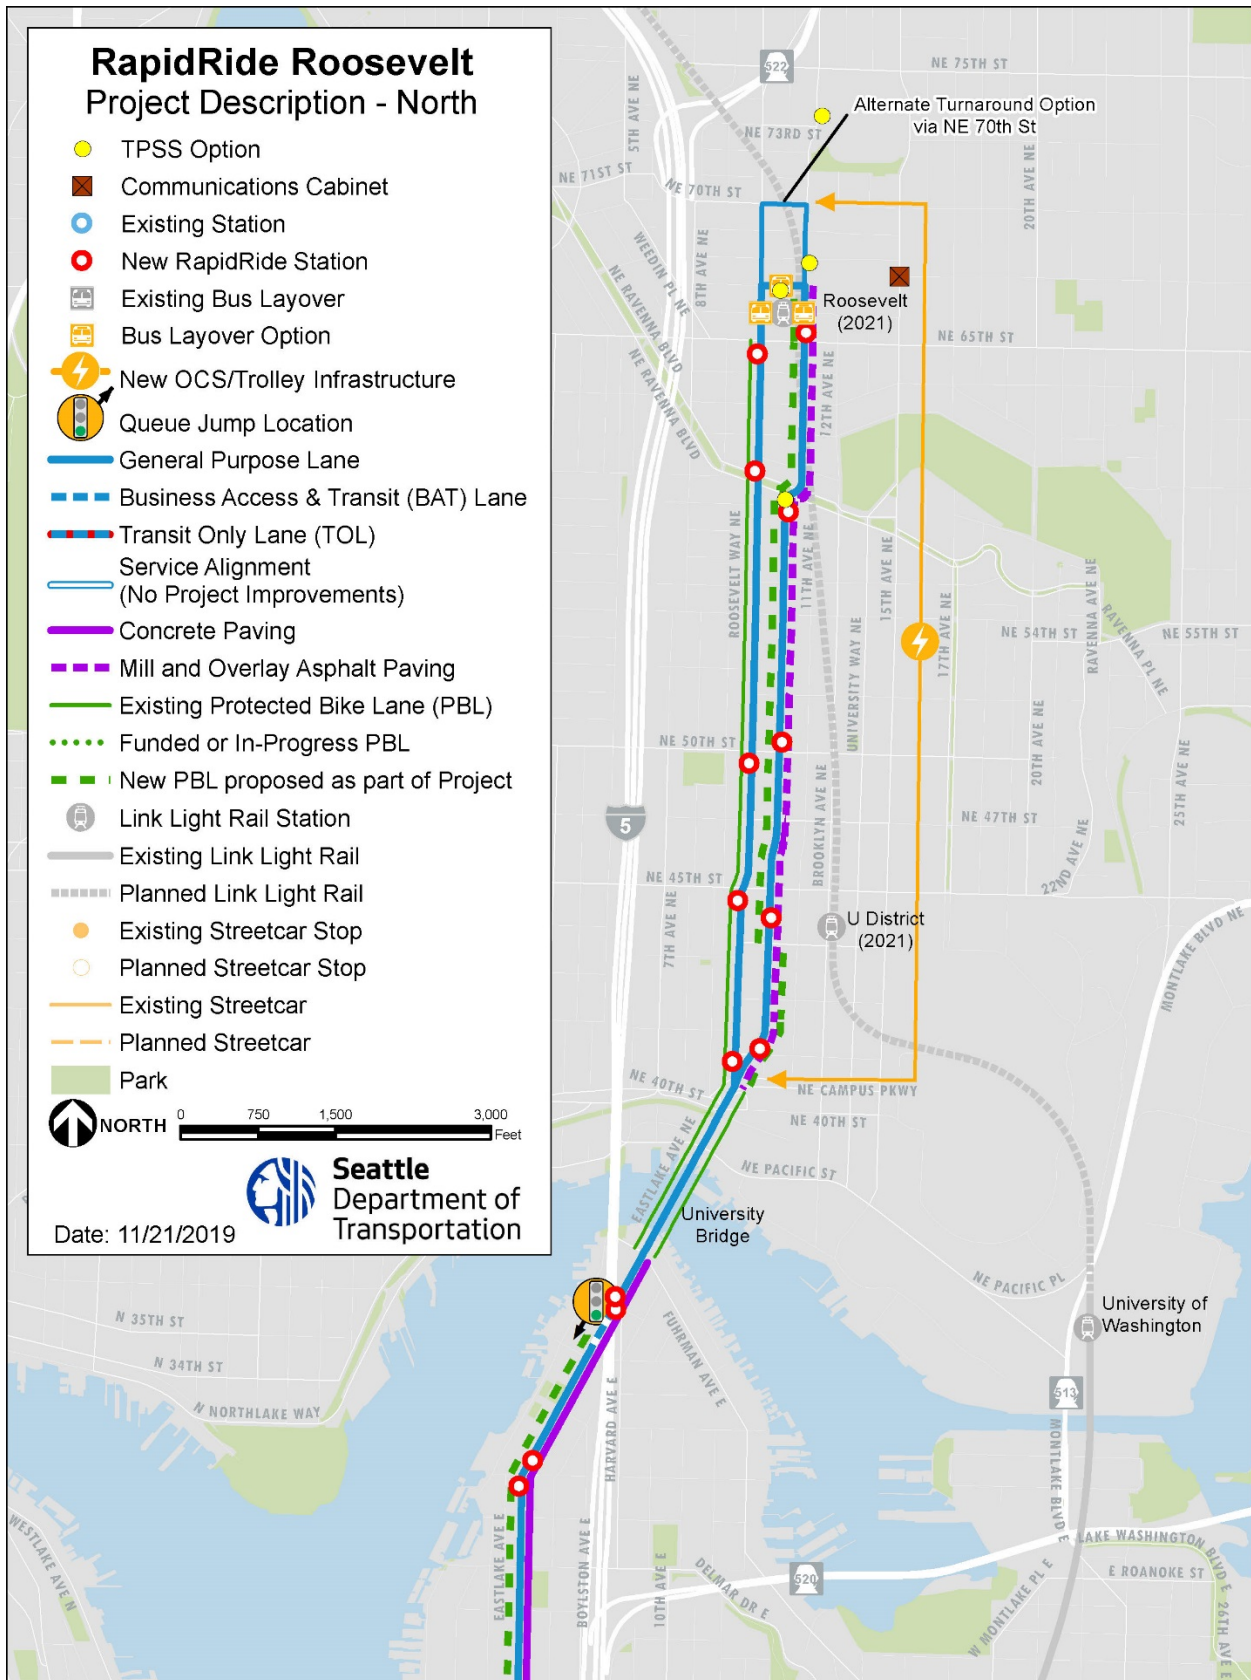 RapidRide Roosevelt
Project Description - North
TPSS Option
Communications Cabinet
Existing Station
New RapidRide Station
Existing Bus Layover
Bus Layover Option
New OCS/Trolley Infrastructure
Queue Jump Location
General Purpose Lane
Business Access & Transit (BAT) Lane
Transit Only Lane (TOL)
Service Alignment
(No Project Improvements)
Concrete Paving
Mill and Overlay Asphalt Paving
Existing Protected Bike Lane (PBL)
Funded or In-Progress PBL
New PBL proposed as part of Project
Link Light Rail Station
Existing Link Light Rail
Planned Link Light Rail
Existing Streetcar Stop
Planned Streetcar Stop
Existing Streetcar
Planned Streetcar
Park
NORTH
0 750 1,500 3,000
Feet
Seattle
Department of
Transportation
Date: 11/21/2019
522
NE 75TH ST
5TH AVE NE
Alternate Turnaround Option
via NE 70th St
NE 73RD ST
NE 71ST ST
NE 70TH ST
20TH AVE NE
WEEDIN PL NE
8TH AVE NE
NE RAVENNA BLVD
Roosevelt
(2021)
NE 65TH ST
NE RAVENNA BLVD
12TH AVE NE
ROOSEVELT WAY NE
11TH AVE NE
15TH AVE NE
17TH AVE NE
NE 54TH ST
NE 55TH ST
RAVENNA AVE NE
RAVENNA PL NE
UNIVERSITY WAY NE
NE 50TH ST
20TH AVE NE
25TH AVE NE
5
NE 47TH ST
BROOKLYN AVE NE
NE 45TH ST
22ND AVE NE
7TH AVE NE
U District
(2021)
MONTLAKE BLVD NE
NE 40TH ST
NE CAMPUS PKWY
NE 40TH ST
EASTLAKE AVE NE
NE PACIFIC ST
University
Bridge
NE PACIFIC PL
University of
Washington
N 35TH ST
N 34TH ST
FUHRMAN AVE E
N NORTHLAKE WAY
513
HARVARD AVE E
MONTLAKE BLVD E
WESTLAKE AVE N
EASTLAKE AVE E
BOYLSTON AVE E
10TH AVE E
DELMAR DR E
520
LAKE WASHINGTON BLVD E
E ROANOKE ST
W MONTLAKE PL E
26TH AVE E